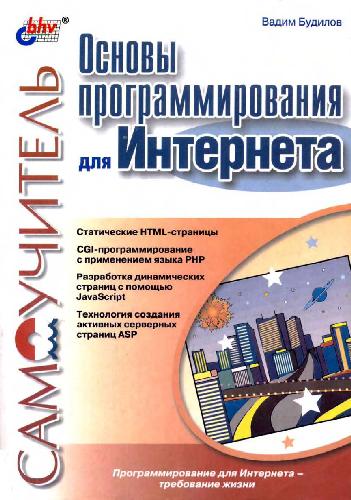 bhv®
Вадим Будилов
Основы
программирования
для Интернета
САМОУЧИТЕЛЬ
Статические HTML-страницы
CGI-программирование
с применением языка PHP
Разработка динамических
страниц с помощью
JavaScript
Технология создания
активных серверных
страниц ASP
Программирование для Интернета –
требование жизни